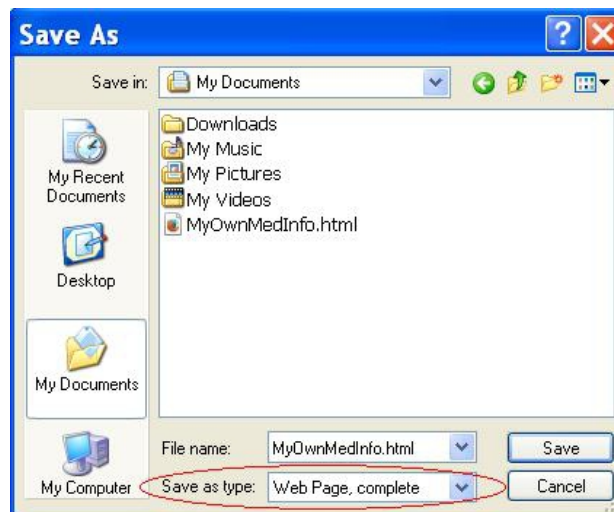 Save As
Save in: My Documents
My Recent
Documents
Desktop
My Documents
My Computer
Downloads
My Music
My Pictures
My Videos
MyOwnMedInfo.html
File name: MyOwnMedInfo.html Save
Save as type: Web Page, complete Cancel